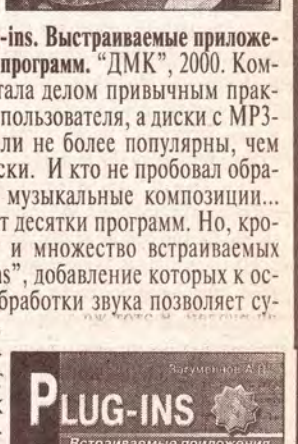 -ins. Выстраиваемые приложе-
программ. “ДМК”, 2000. Ком-
тала делом привычным прак-
пользователя, а диски с МР3-
ли не более популярны, чем
ски. И кто не пробовал обра-
музыкальные композиции...
т десятки программ. Но, кро-
и множество встраиваемых
ns”, добавление которых к ос-
бработки звука позволяет су-
Загуменнов А.П.
PLUG-INS
Встраиваемые приложения